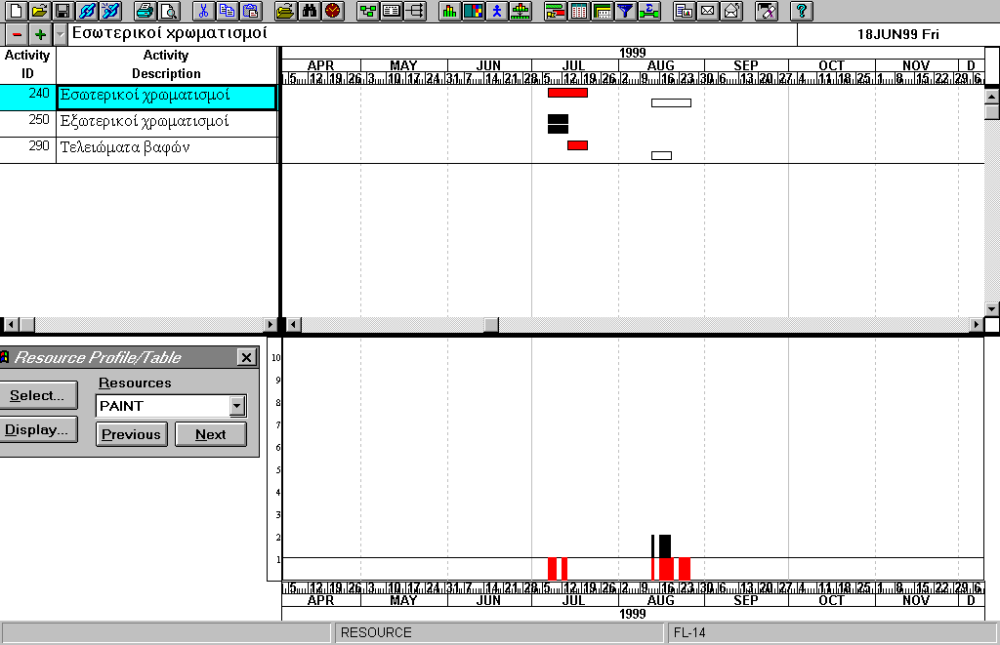 Εσωτερικοί χρωματισμοί 18JUN99 Fri
Activity ID Activity Description
240 Εσωτερικοί χρωματισμοί
250 Εξωτερικοί χρωματισμοί
290 Τελειώματα βαφών
1999
APR MAY JUN JUL AUG SEP OCT NOV D
5 12 19 26 3 10 17 24 31 7 14 21 28 5 12 19 26 2 9 16 23 30 6 13 20 27 4 11 18 25 1 8 15 22 29 6
Resource Profile/Table
Resources
Select...
PAINT
Display...
Previous Next
10
9
8
7
6
5
4
3
2
1
5 12 19 26 3 10 17 24 31 7 14 21 28 5 12 19 26 2 9 16 23 30 6 13 20 27 4 11 18 25 1 8 15 22 29 6
APR MAY JUN JUL AUG SEP OCT NOV D
1999
RESOURCE FL-14